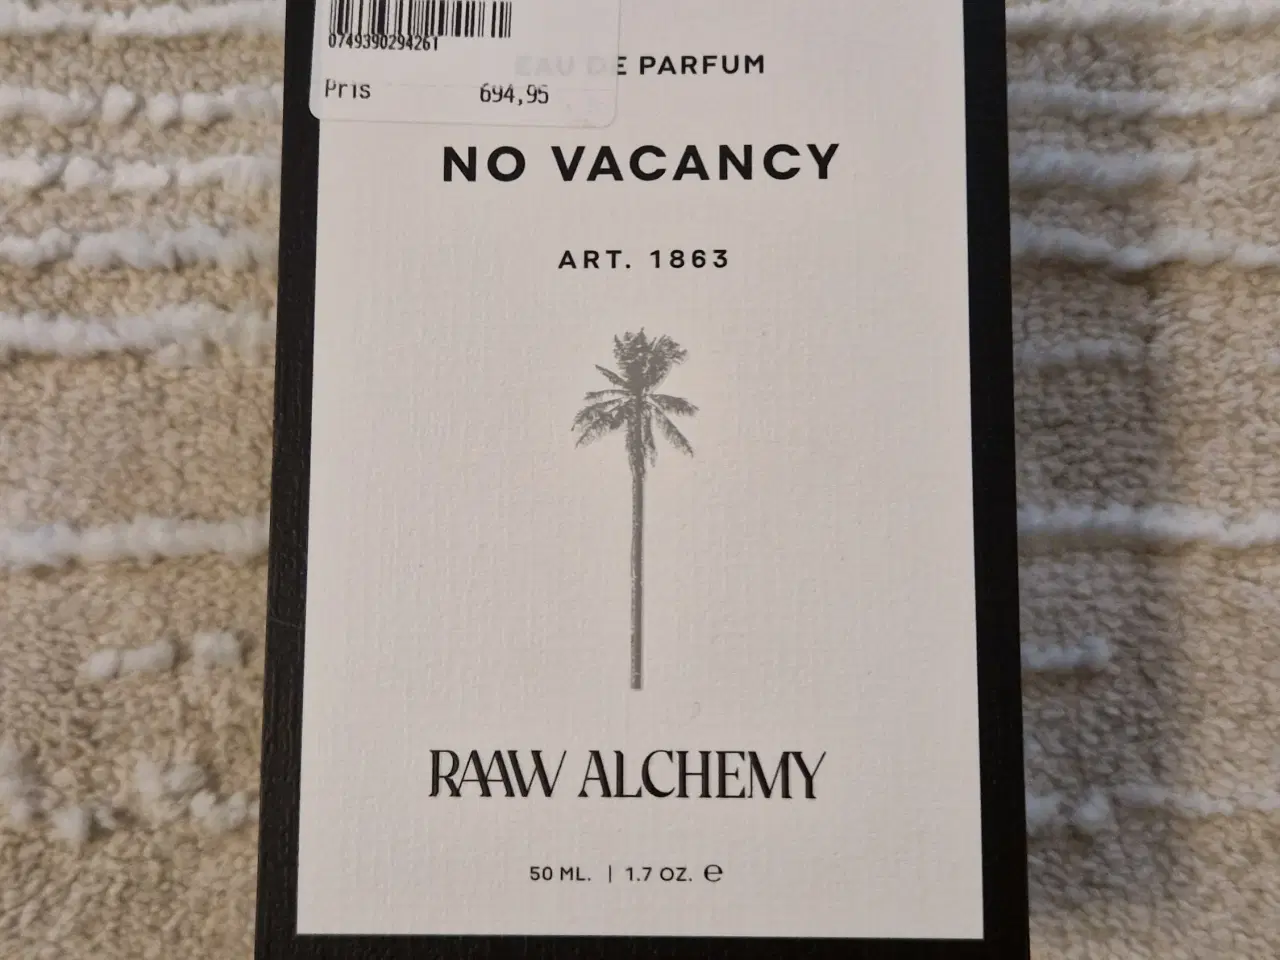 0749390294261
Pris 694,95
EAU DE PARFUM
NO VACANCY
ART. 1863
RAAW ALCHEMY
50 ML. | 1.7 OZ. ℮